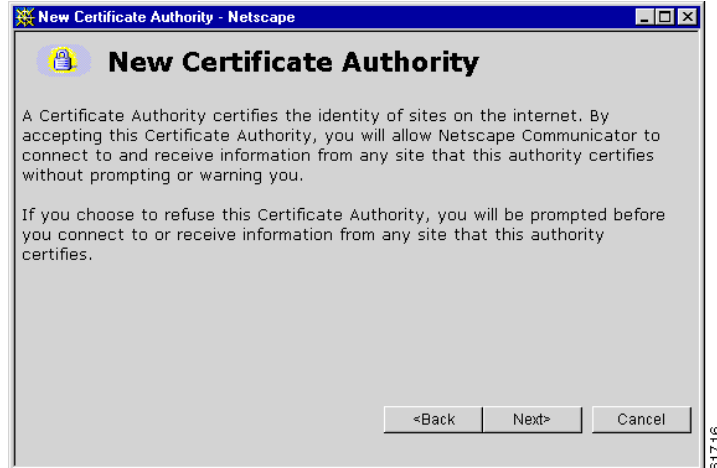 New Certificate Authority - Netscape
New Certificate Authority
A Certificate Authority certifies the identity of sites on the internet. By
accepting this Certificate Authority, you will allow Netscape Communicator to
connect to and receive information from any site that this authority certifies
without prompting or warning you.
If you choose to refuse this Certificate Authority, you will be prompted before
you connect to or receive information from any site that this authority
certifies.
<Back
Next>
Cancel
61716